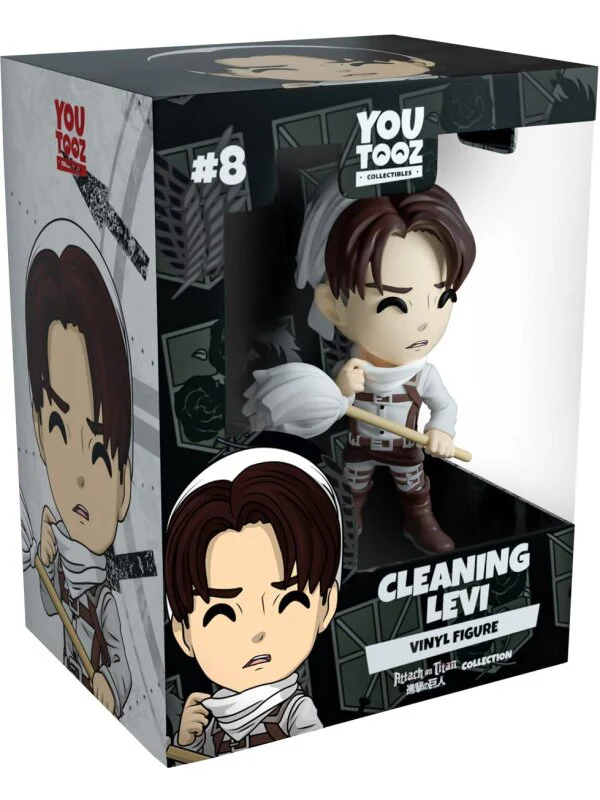 YOU
TOOZ
YOU
TOOZ
• COLLECTIBLES •
#8
CLEANING
LEVI
VINYL FIGURE
Attack on Titan COLLECTION
進撃の巨人